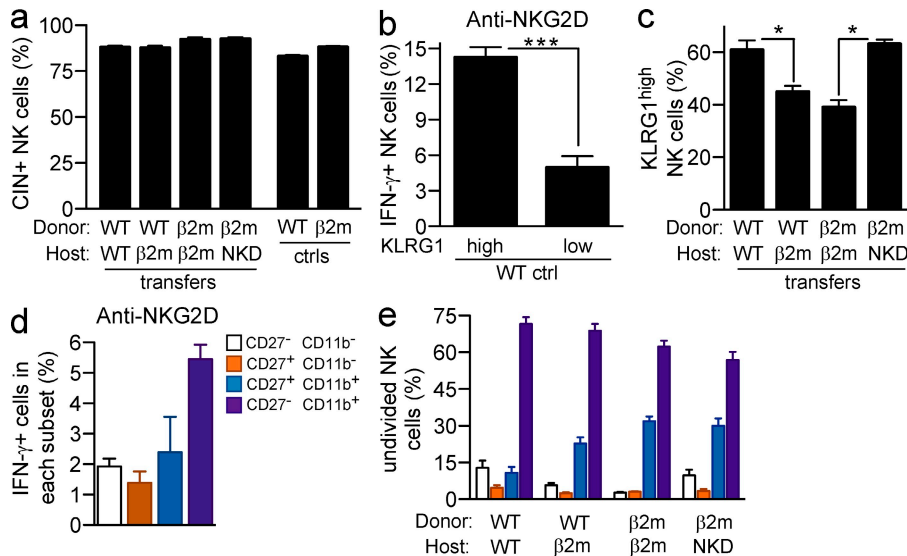 a
CIN+ NK cells (%)
100
75
50
25
0
Donor: WT WT β2m β2m WT β2m
Host: WT β2m β2m NKD ctrls
transfers
b
Anti-NKG2D
IFN-γ+ NK cells (%)
15
12
9
6
3
0
***
KLRG1 high low
WT ctrl
c
KLRG1high
NK cells (%)
60
40
20
0
* *
Donor: WT WT β2m β2m
Host: WT β2m β2m NKD
transfers
d
Anti-NKG2D
IFN-γ+ cells in
each subset (%)
6
5
4
3
2
1
0
CD27- CD11b-
CD27+ CD11b-
CD27+ CD11b+
CD27- CD11b+
e
undivided NK
cells (%)
75
60
45
30
15
0
Donor: WT WT β2m β2m
Host: WT β2m β2m NKD